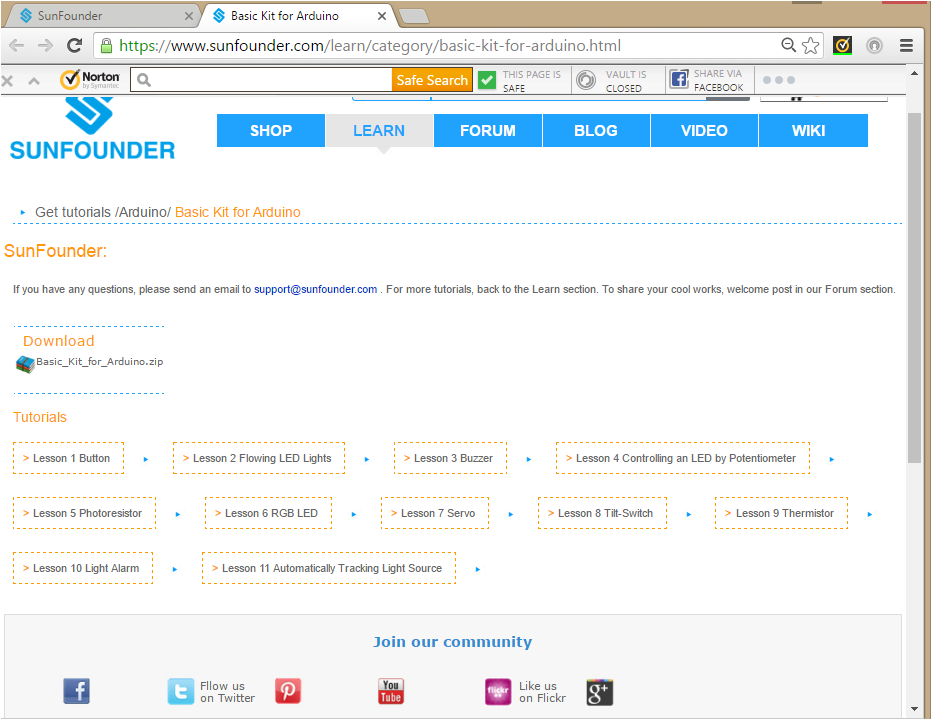 SunFounder
Basic Kit for Arduino
https://www.sunfounder.com/learn/category/basic-kit-for-arduino.html
Norton
by Symantec
Safe Search
THIS PAGE IS
SAFE
VAULT IS
CLOSED
SHARE VIA
FACEBOOK
SUNFOUNDER
SHOP LEARN FORUM BLOG VIDEO WIKI
Get tutorials /Arduino/ Basic Kit for Arduino
SunFounder:
If you have any questions, please send an email to support@sunfounder.com . For more tutorials, back to the Learn section. To share your cool works, welcome post in our Forum section.
Download
Basic_Kit_for_Arduino.zip
Tutorials
> Lesson 1 Button > Lesson 2 Flowing LED Lights > Lesson 3 Buzzer > Lesson 4 Controlling an LED by Potentiometer
> Lesson 5 Photoresistor > Lesson 6 RGB LED > Lesson 7 Servo > Lesson 8 Tilt-Switch > Lesson 9 Thermistor
> Lesson 10 Light Alarm > Lesson 11 Automatically Tracking Light Source
Join our community
Fllow us
on Twitter
You
Tube
flickr
Like us
on Flickr
g+